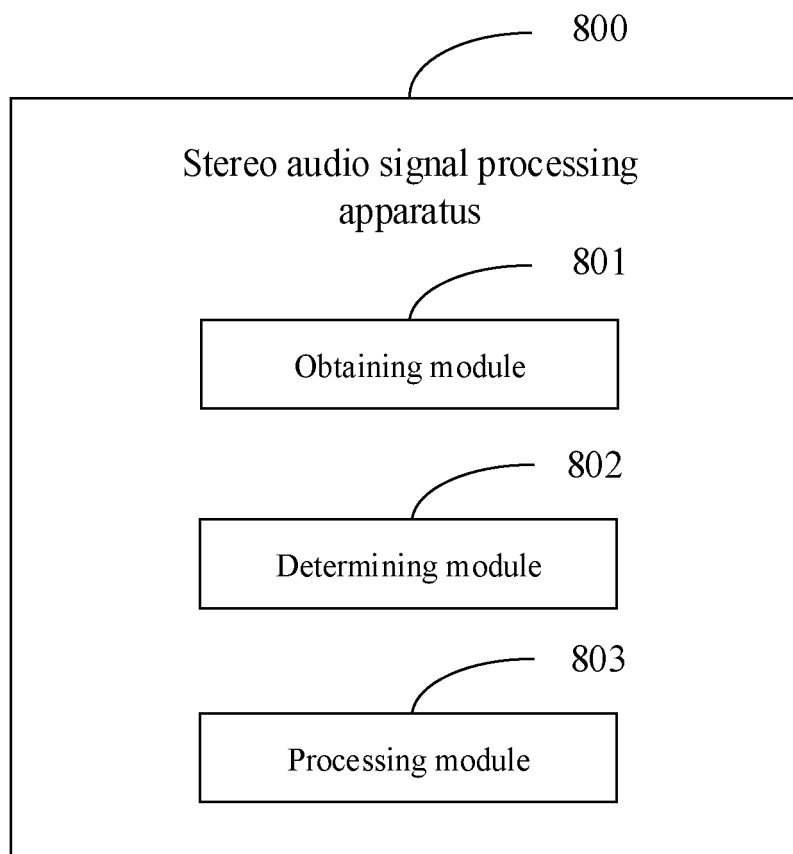 800
Stereo audio signal processing
apparatus
801
Obtaining module
802
Determining module
803
Processing module